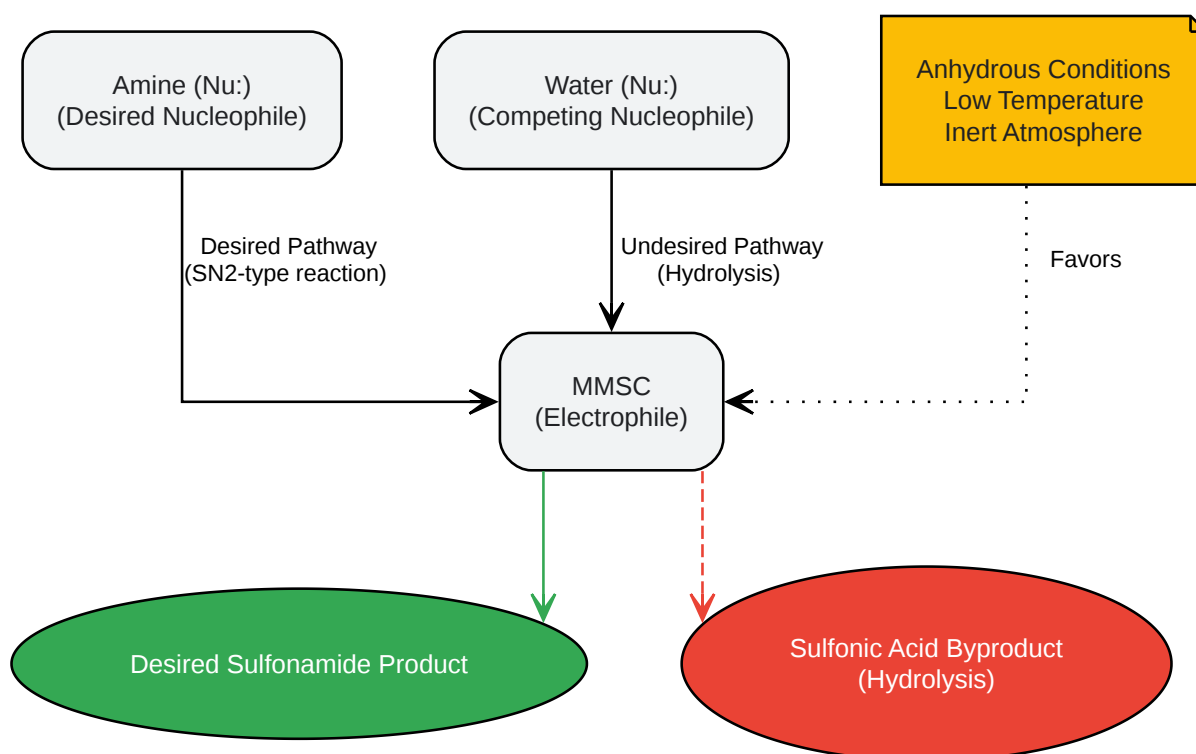 Amine (Nu:)
(Desired Nucleophile)
Water (Nu:)
(Competing Nucleophile)
Anhydrous Conditions
Low Temperature
Inert Atmosphere
Desired Pathway
(SN2-type reaction)
Undesired Pathway
(Hydrolysis)
Favors
MMSC
(Electrophile)
Desired Sulfonamide Product
Sulfonic Acid Byproduct
(Hydrolysis)